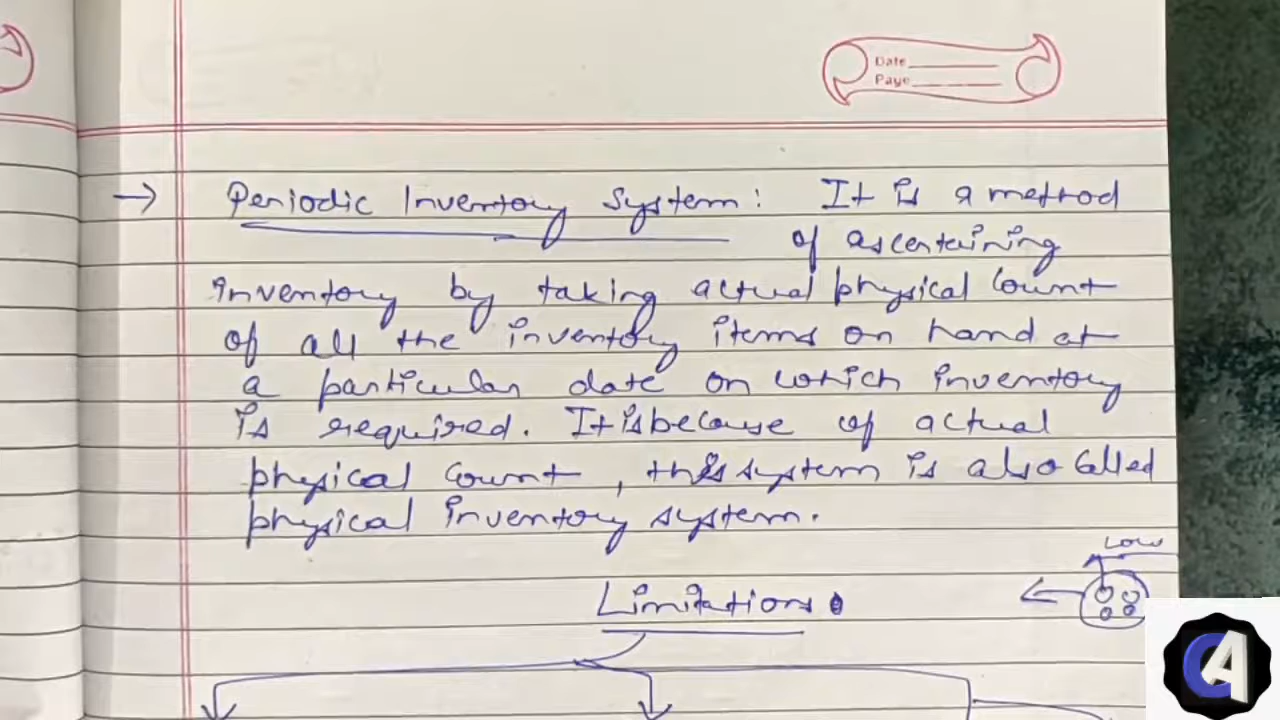 Date
Page
→ Periodic Inventory System: It is a method
of ascertaining
inventory by taking actual physical count
of all the inventory items on hand at
a particular date on which inventory
is required. It is because of actual
physical count, this system is also called
physical inventory system.
Low
Limitations
CA